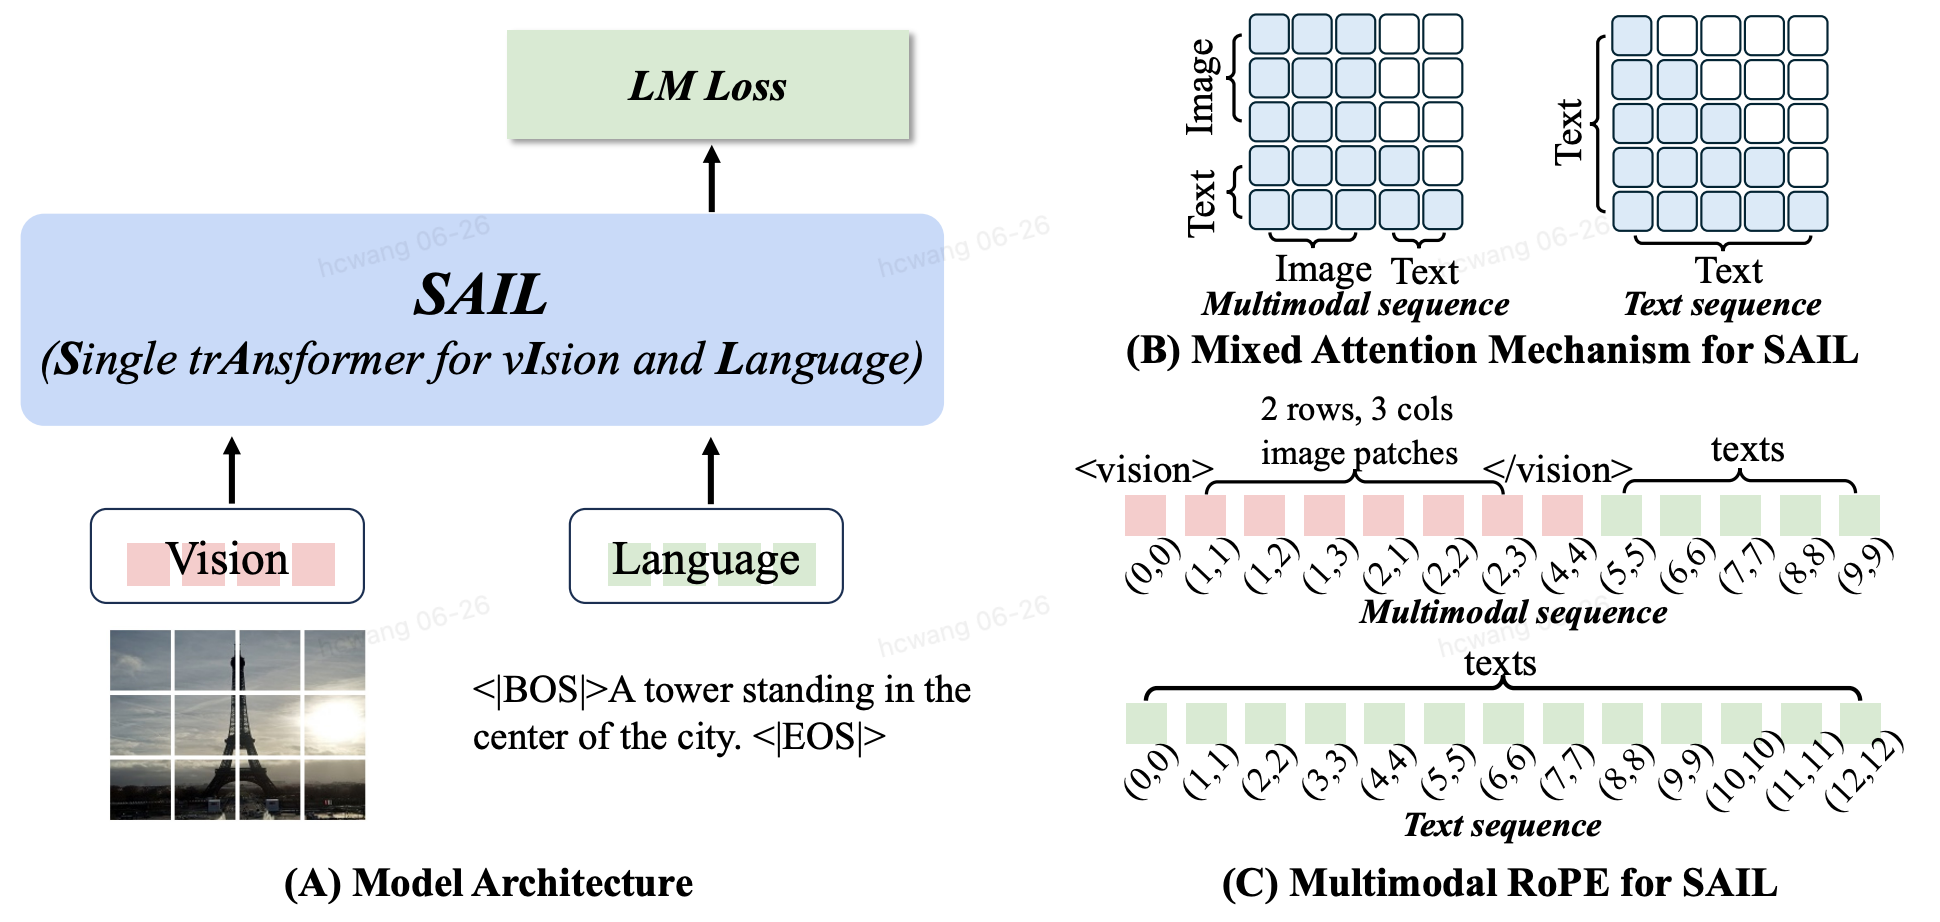 LM Loss
SAIL
(Single trAnsformer for vIsion and Language)
Vision
Language
<|BOS|>A tower standing in the
center of the city. <|EOS|>
(A) Model Architecture
Image
Text
Image Text
Multimodal sequence
Text
Text
Text sequence
(B) Mixed Attention Mechanism for SAIL
2 rows, 3 cols
image patches
<vision>
</vision>
texts
(0,0) (1,1) (1,2) (1,3) (2,1) (2,2) (2,3) (4,4) (5,5) (6,6) (7,7) (8,8) (9,9)
Multimodal sequence
texts
(0,0) (1,1) (2,2) (3,3) (4,4) (5,5) (6,6) (7,7) (8,8) (9,9) (10,10) (11,11) (12,12)
Text sequence
(C) Multimodal RoPE for SAIL
hcwang 06-26
hcwang 06-26
hcwang 06-26
hcwang 06-26
hcwang 06-26
hcwang 06-26